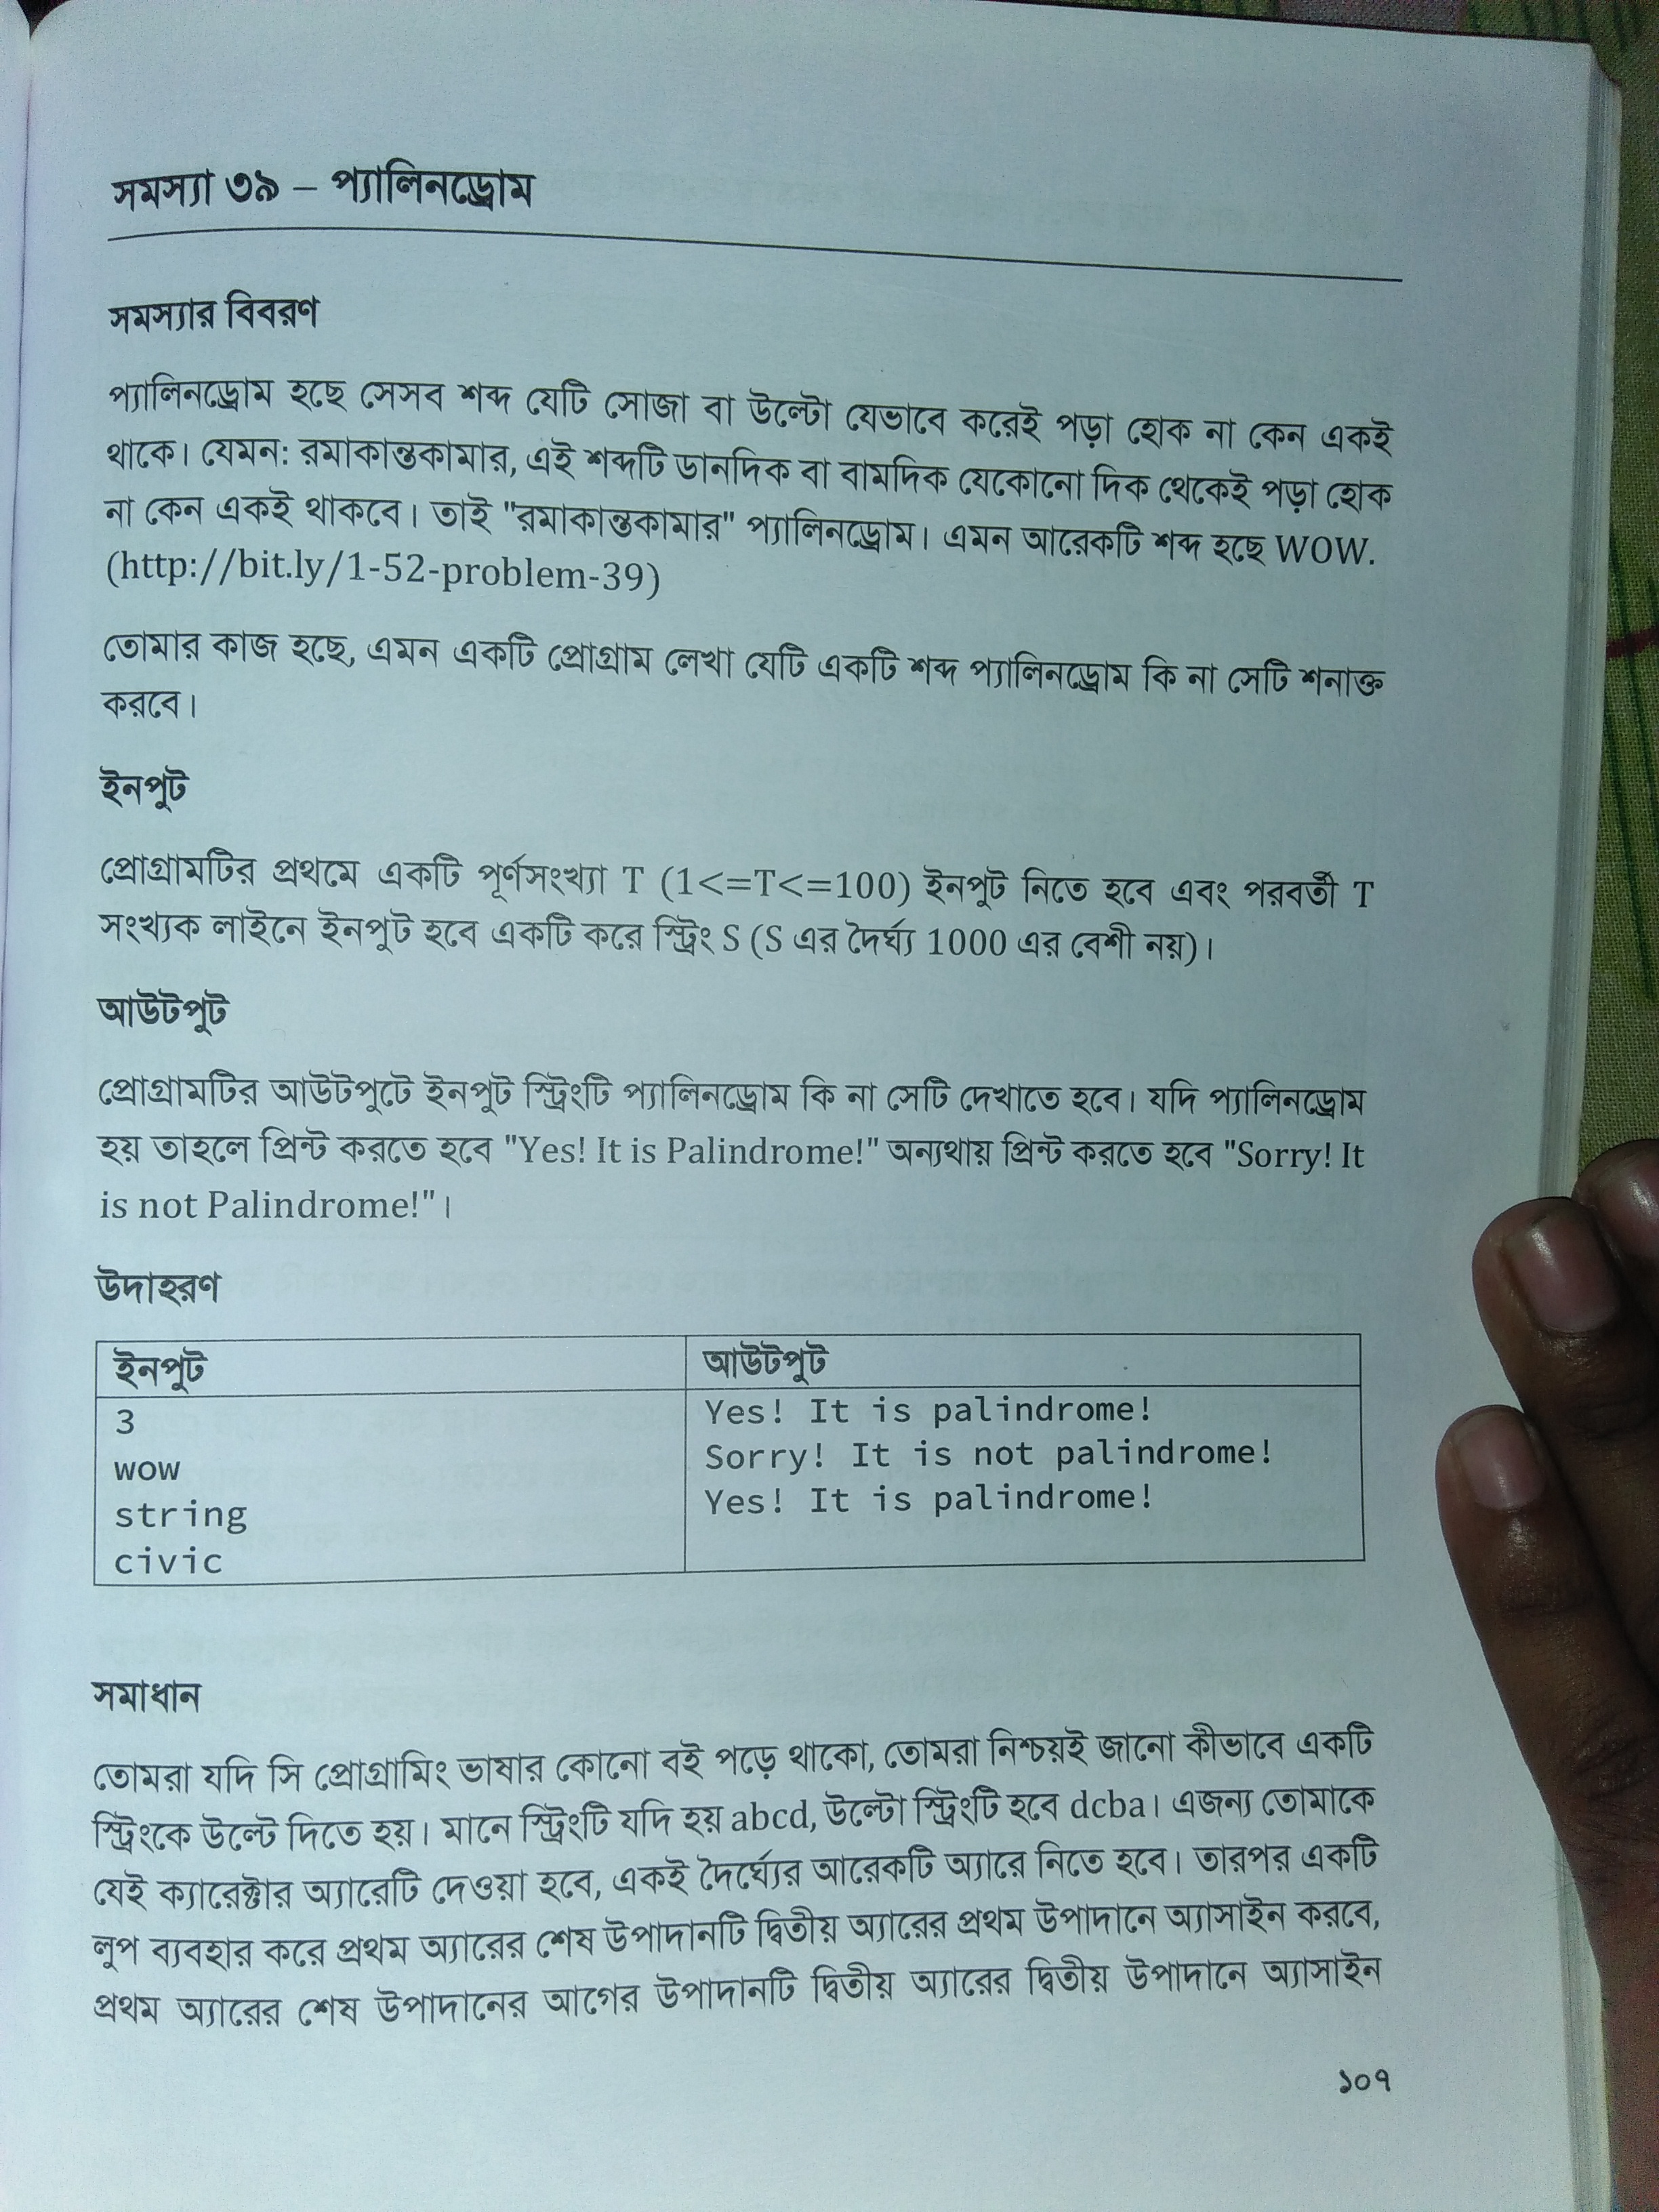 সমস্যা ৩৯ – প্যালিনড্রোম
সমস্যার বিবরণ
প্যালিনড্রোম হচ্ছে সেসব শব্দ যেটি সোজা বা উল্টো যেভাবে করেই পড়া হোক না কেন একই
থাকে। যেমন: রমাকান্তকামার, এই শব্দটি ডানদিক বা বামদিক যেকোনো দিক থেকেই পড়া হোক
না কেন একই থাকবে। তাই "রমাকান্তকামার" প্যালিনড্রোম। এমন আরেকটি শব্দ হচ্ছে WOW.
(http://bit.ly/1-52-problem-39)
তোমার কাজ হচ্ছে, এমন একটি প্রোগ্রাম লেখা যেটি একটি শব্দ প্যালিনড্রোম কি না সেটি শনাক্ত
করবে।
ইনপুট
প্রোগ্রামটির প্রথমে একটি পূর্ণসংখ্যা T (1<=T<=100) ইনপুট নিতে হবে এবং পরবর্তী T
সংখ্যক লাইনে ইনপুট হবে একটি করে স্ট্রিং S (S এর দৈর্ঘ্য 1000 এর বেশী নয়)।
আউটপুট
প্রোগ্রামটির আউটপুটে ইনপুট স্ট্রিংটি প্যালিনড্রোম কি না সেটি দেখাতে হবে। যদি প্যালিনড্রোম
হয় তাহলে প্রিন্ট করতে হবে "Yes! It is Palindrome!" অন্যথায় প্রিন্ট করতে হবে "Sorry! It
is not Palindrome!"।
উদাহরণ
ইনপুট
3
wow
string
civic
আউটপুট
Yes! It is palindrome!
Sorry! It is not palindrome!
Yes! It is palindrome!
সমাধান
তোমরা যদি সি প্রোগ্রামিং ভাষার কোনো বই পড়ে থাকো, তোমরা নিশ্চয়ই জানো কীভাবে একটি
স্ট্রিংকে উল্টে দিতে হয়। মানে স্ট্রিংটি যদি হয় abcd, উল্টো স্ট্রিংটি হবে dcba। এজন্য তোমাকে
যেই ক্যারেক্টার অ্যারেটি দেওয়া হবে, একই দৈর্ঘ্যের আরেকটি অ্যারে নিতে হবে। তারপর একটি
লুপ ব্যবহার করে প্রথম অ্যারের শেষ উপাদানটি দ্বিতীয় অ্যারের প্রথম উপাদানে অ্যাসাইন করবে,
প্রথম অ্যারের শেষ উপাদানের আগের উপাদানটি দ্বিতীয় অ্যারের দ্বিতীয় উপাদানে অ্যাসাইন
১০৭